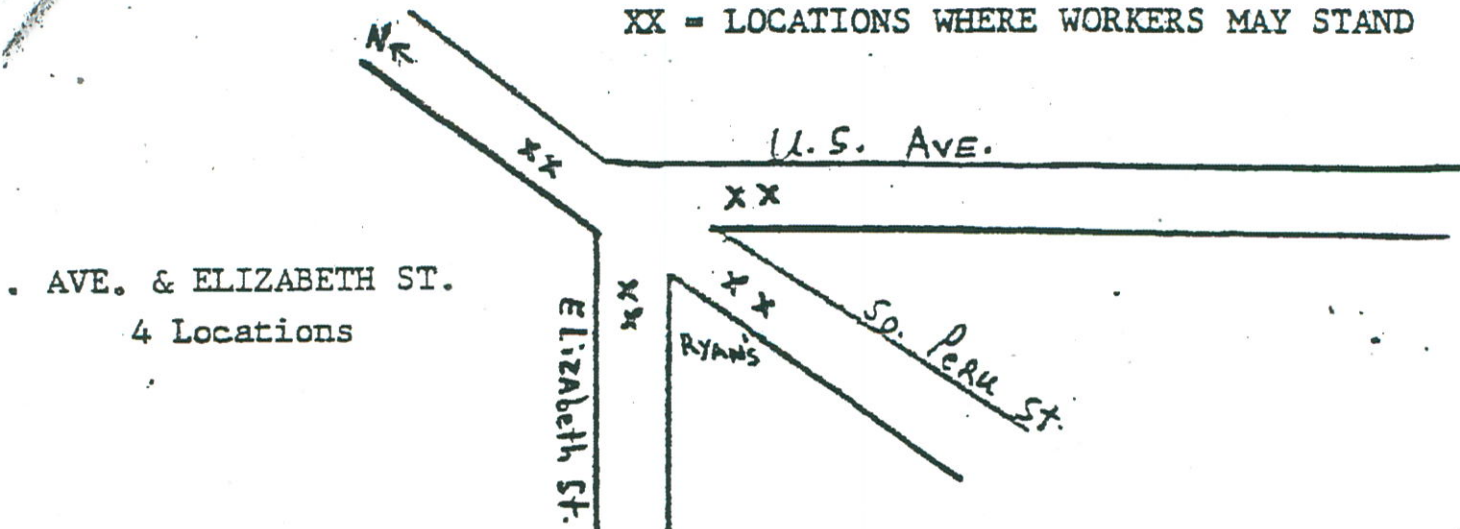 XX = LOCATIONS WHERE WORKERS MAY STAND
N
U.S. AVE.
XX
XX
. AVE. & ELIZABETH ST.
4 Locations
XX
XX
Elizabeth St.
RYAN'S
So. Peru St.